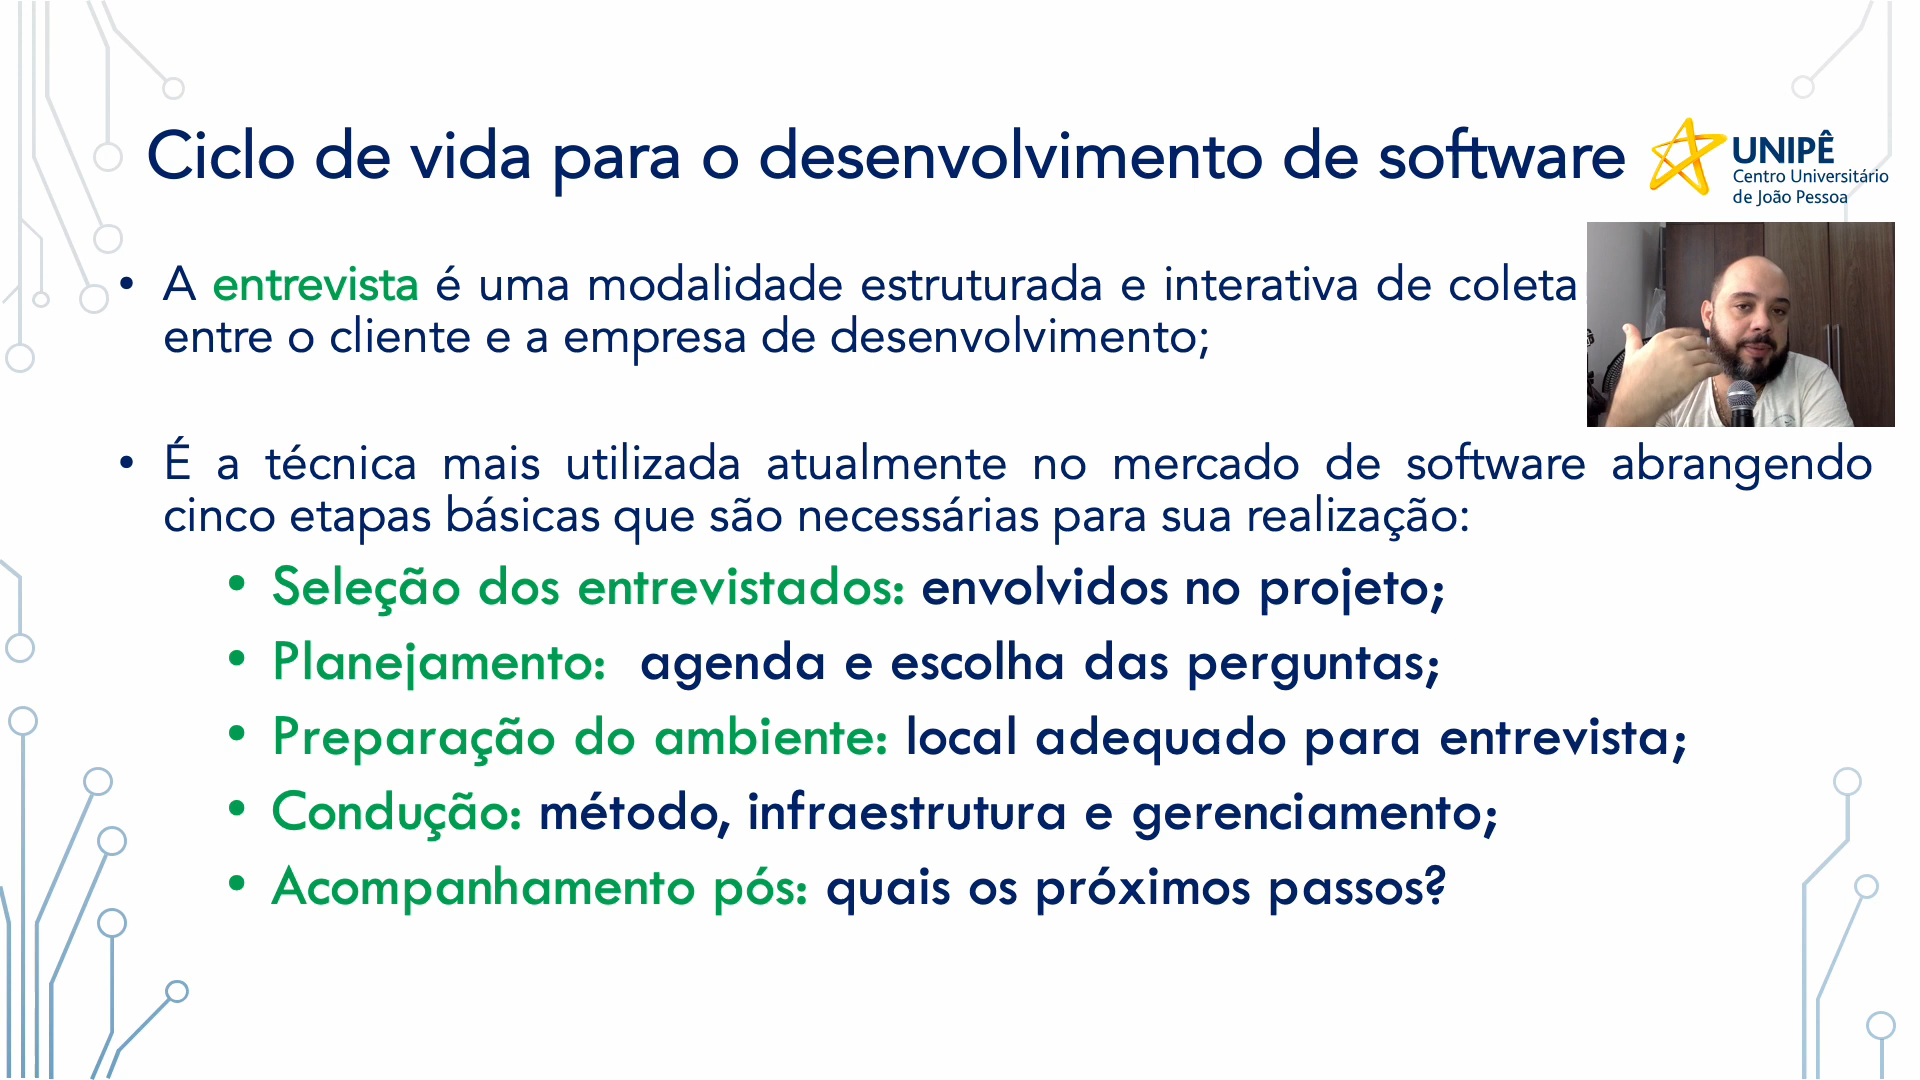 Ciclo de vida para o desenvolvimento de software
UNIPÊ
Centro Universitário
de João Pessoa
• A entrevista é uma modalidade estruturada e interativa de coleta
entre o cliente e a empresa de desenvolvimento;
• É a técnica mais utilizada atualmente no mercado de software abrangendo
cinco etapas básicas que são necessárias para sua realização:
• Seleção dos entrevistados: envolvidos no projeto;
• Planejamento: agenda e escolha das perguntas;
• Preparação do ambiente: local adequado para entrevista;
• Condução: método, infraestrutura e gerenciamento;
• Acompanhamento pós: quais os próximos passos?